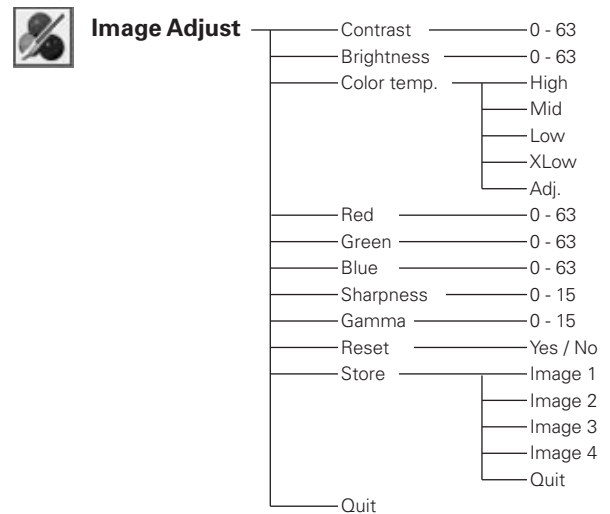 Image Adjust Contrast 0 - 63
Brightness 0 - 63
Color temp. High
Mid
Low
XLow
Adj.
Red 0 - 63
Green 0 - 63
Blue 0 - 63
Sharpness 0 - 15
Gamma 0 - 15
Reset Yes / No
Store Image 1
Image 2
Image 3
Image 4
Quit
Quit